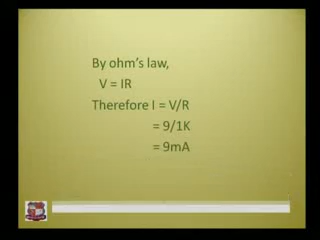 By ohm's law,
V = IR
Therefore I = V/R
= 9/1K
= 9mA